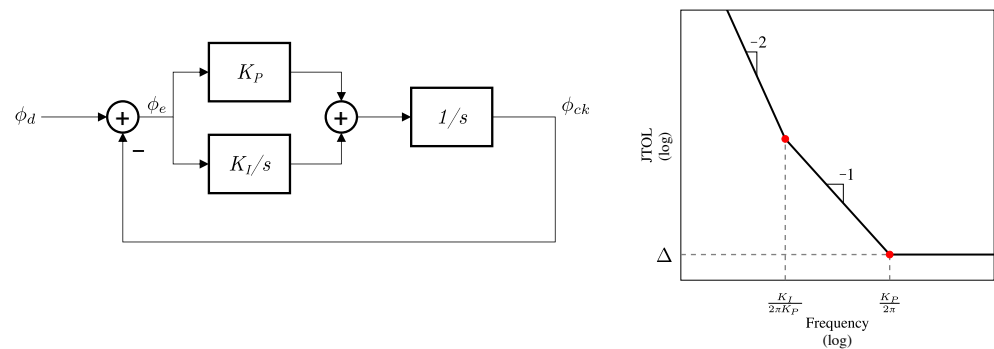 ϕ_d
+
−
ϕ_e
K_P
K_I/s
+
1/s
ϕ_ck
JTOL
(log)
−2
−1
Δ
K_I/2πK_P
K_P/2π
Frequency
(log)